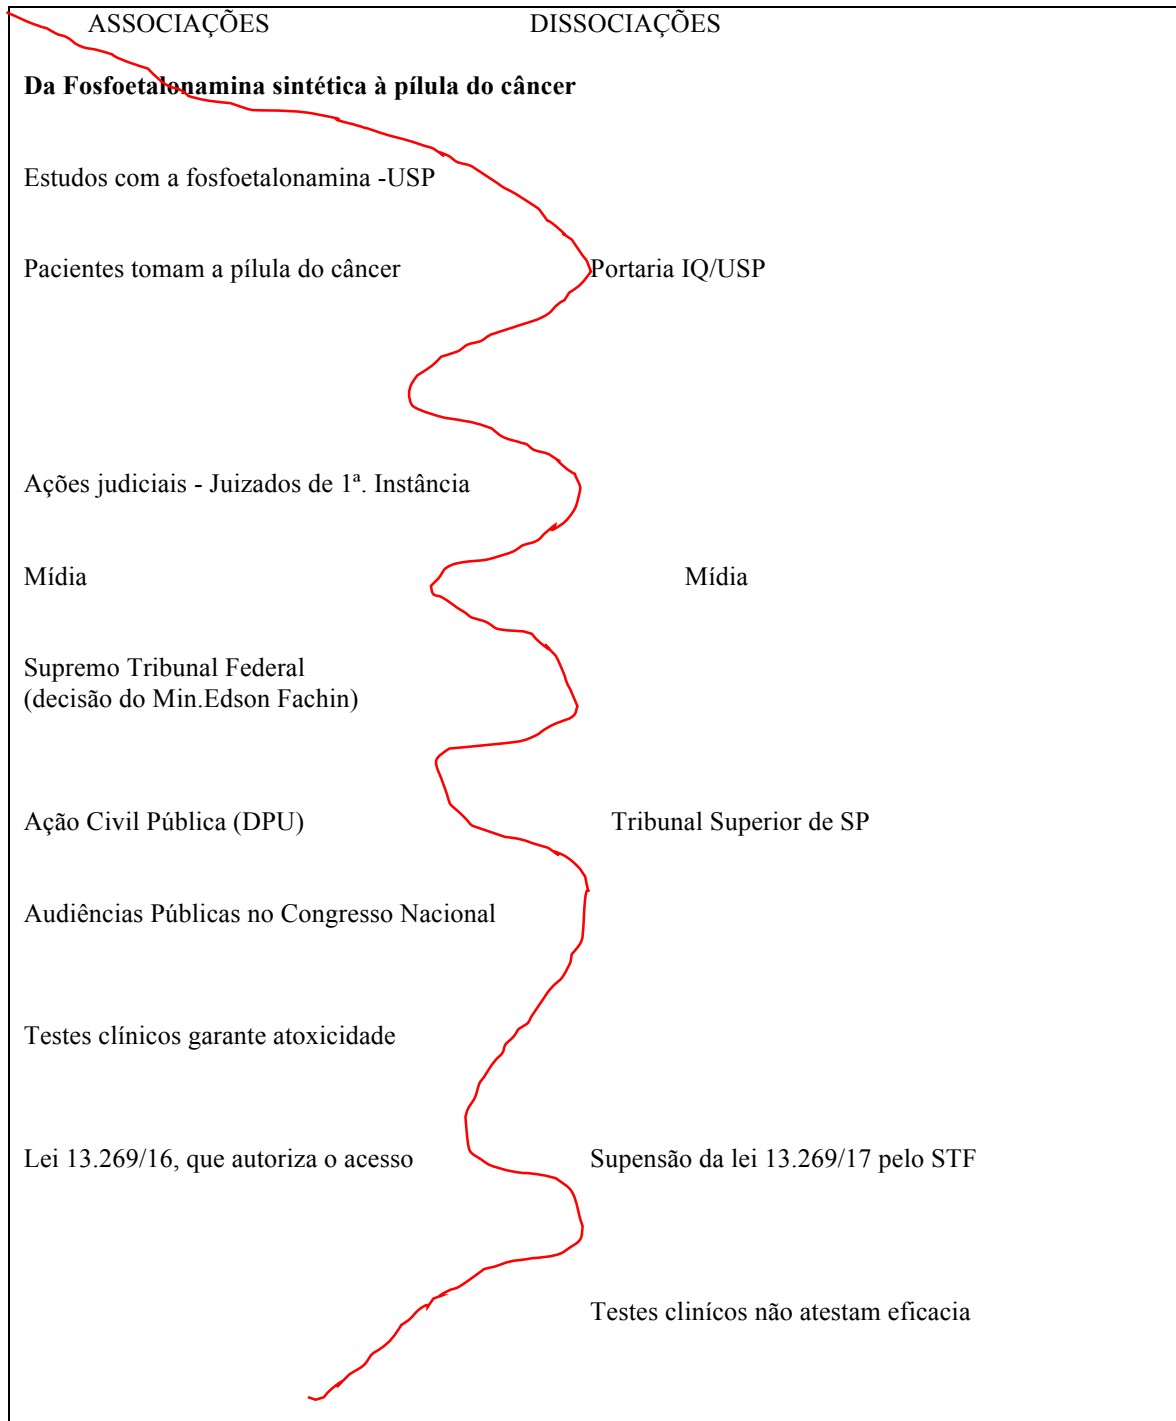 ASSOCIAÇÕES DISSOCIAÇÕES
Da Fosfoetalonamina sintética à pílula do câncer
Estudos com a fosfoetalonamina -USP
Pacientes tomam a pílula do câncer Portaria IQ/USP
Ações judiciais - Juizados de 1ª. Instância
Mídia Mídia
Supremo Tribunal Federal
(decisão do Min.Edson Fachin)
Ação Civil Pública (DPU) Tribunal Superior de SP
Audiências Públicas no Congresso Nacional
Testes clínicos garante atoxicidade
Lei 13.269/16, que autoriza o acesso Supensão da lei 13.269/17 pelo STF
Testes clinícos não atestam eficacia